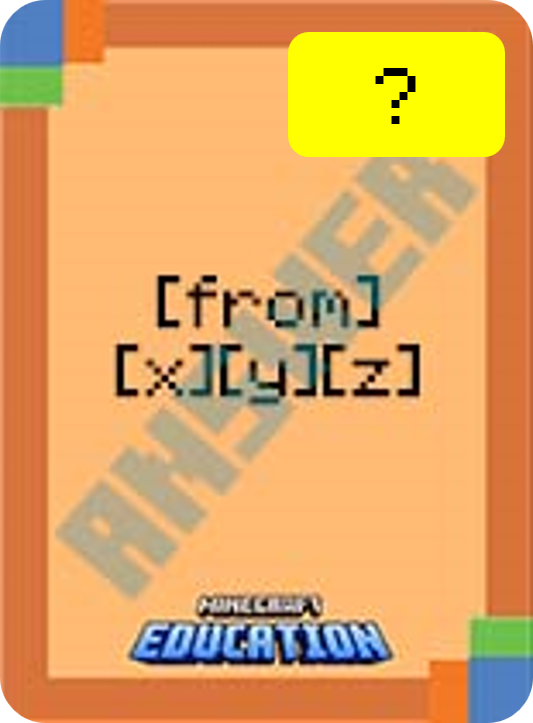 ?
ANSWER
[from]
[x][y][z]
MINECRAFT
EDUCATION